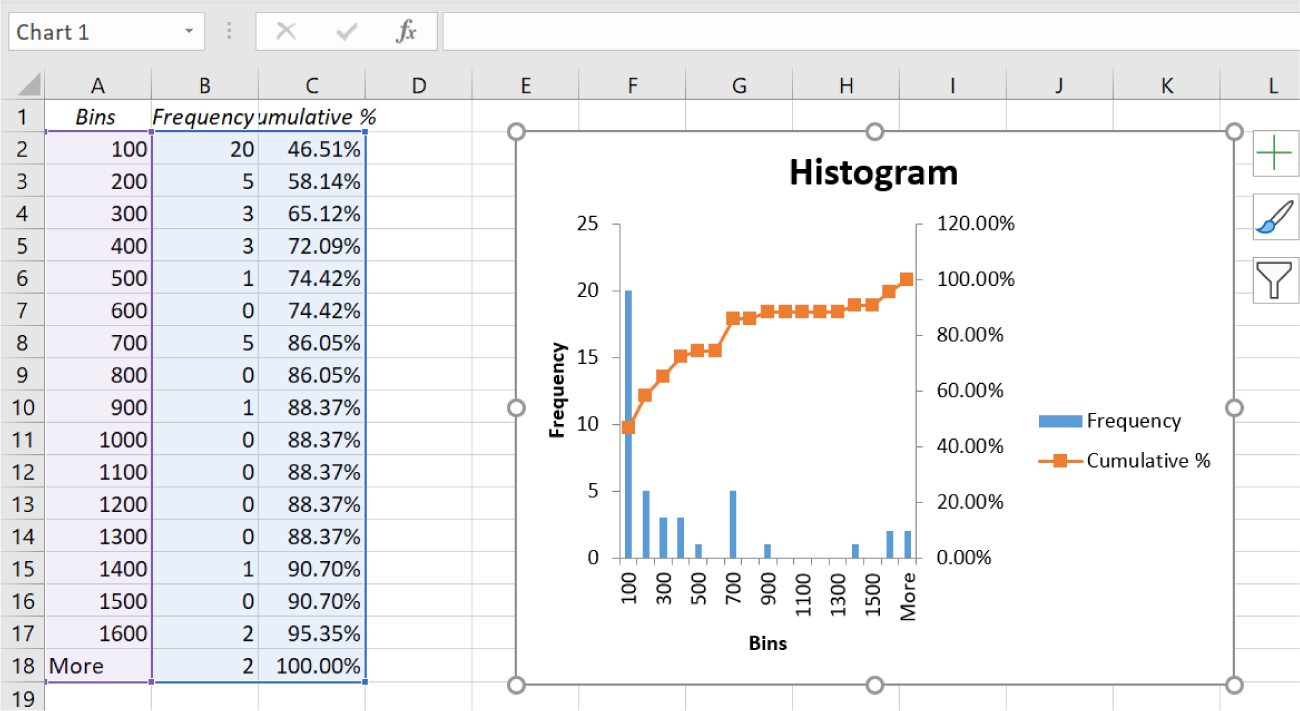 Chart 1 fx
A B C D E F G H I J K L
1 Bins Frequency umulative %
2 100 20 46.51%
3 200 5 58.14%
4 300 3 65.12%
5 400 3 72.09%
6 500 1 74.42%
7 600 0 74.42%
8 700 5 86.05%
9 800 0 86.05%
10 900 1 88.37%
11 1000 0 88.37%
12 1100 0 88.37%
13 1200 0 88.37%
14 1300 0 88.37%
15 1400 1 90.70%
16 1500 0 90.70%
17 1600 2 95.35%
18 More 2 100.00%
19
Histogram
25
20
15
10
5
0
Frequency
120.00%
100.00%
80.00%
60.00%
40.00%
20.00%
0.00%
100 300 500 700 900 1100 1300 1500 More
Bins
Frequency
Cumulative %